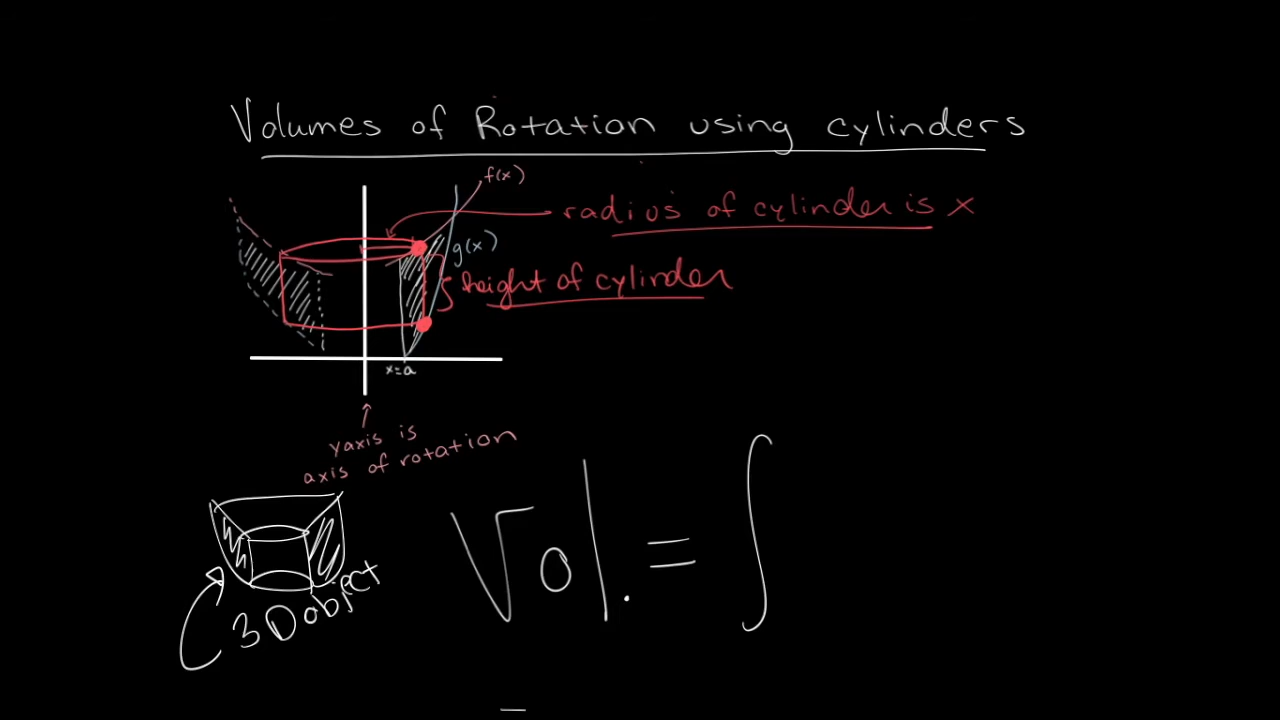 Volumes of Rotation using cylinders
f(x)
radius of cylinder is x
g(x)
height of cylinder
x=a
yaxis is
axis of rotation
Vol. = ∫
3D object
=